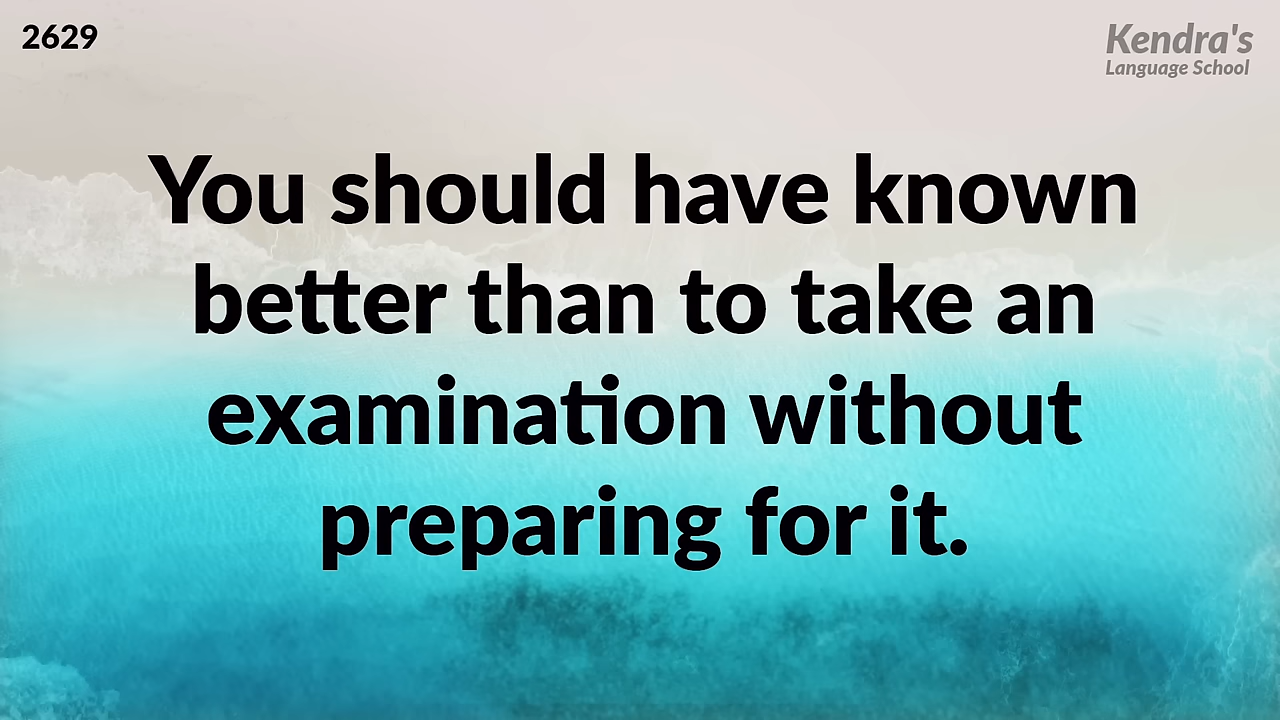 2629
Kendra's
Language School
You should have known
better than to take an
examination without
preparing for it.